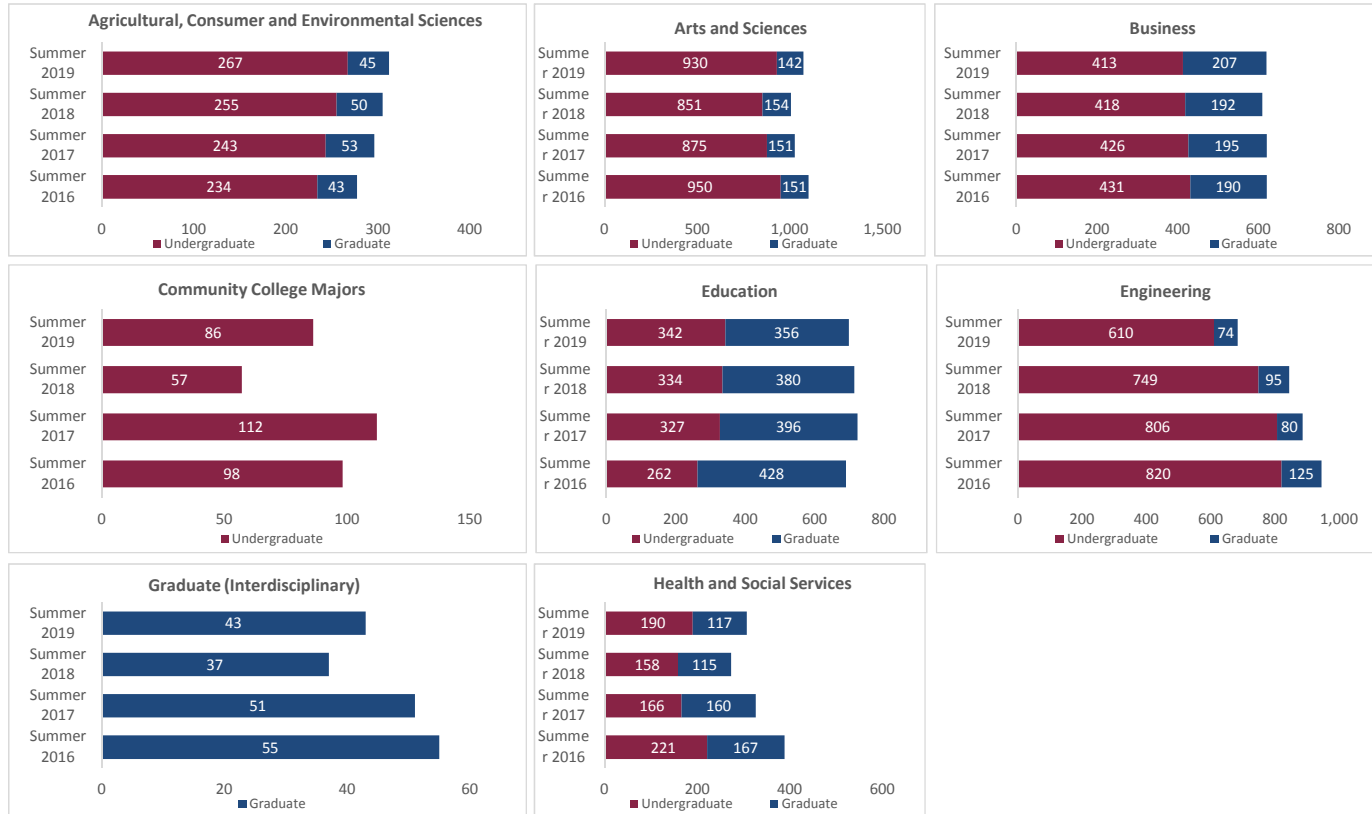 Agricultural, Consumer and Environmental Sciences
Summer
2019
267
45
Summer
2018
255
50
Summer
2017
243
53
Summer
2016
234
43
0
100
200
300
400
Undergraduate
Graduate
Arts and Sciences
Summe
r 2019
930
142
Summe
r 2018
851
154
Summe
r 2017
875
151
Summe
r 2016
950
151
0
500
1,000
1,500
Undergraduate
Graduate
Business
Summer
2019
413
207
Summer
2018
418
192
Summer
2017
426
195
Summer
2016
431
190
0
200
400
600
800
Undergraduate
Graduate
Community College Majors
Summer
2019
86
Summer
2018
57
Summer
2017
112
Summer
2016
98
0
50
100
150
Undergraduate
Education
Summe
r 2019
342
356
Summe
r 2018
334
380
Summe
r 2017
327
396
Summe
r 2016
262
428
0
200
400
600
800
Undergraduate
Graduate
Engineering
Summer
2019
610
74
Summer
2018
749
95
Summer
2017
806
80
Summer
2016
820
125
0
200
400
600
800
1,000
Undergraduate
Graduate
Graduate (Interdisciplinary)
Summer
2019
43
Summer
2018
37
Summer
2017
51
Summer
2016
55
0
20
40
60
Graduate
Health and Social Services
Summe
r 2019
190
117
Summe
r 2018
158
115
Summe
r 2017
166
160
Summe
r 2016
221
167
0
200
400
600
Undergraduate
Graduate